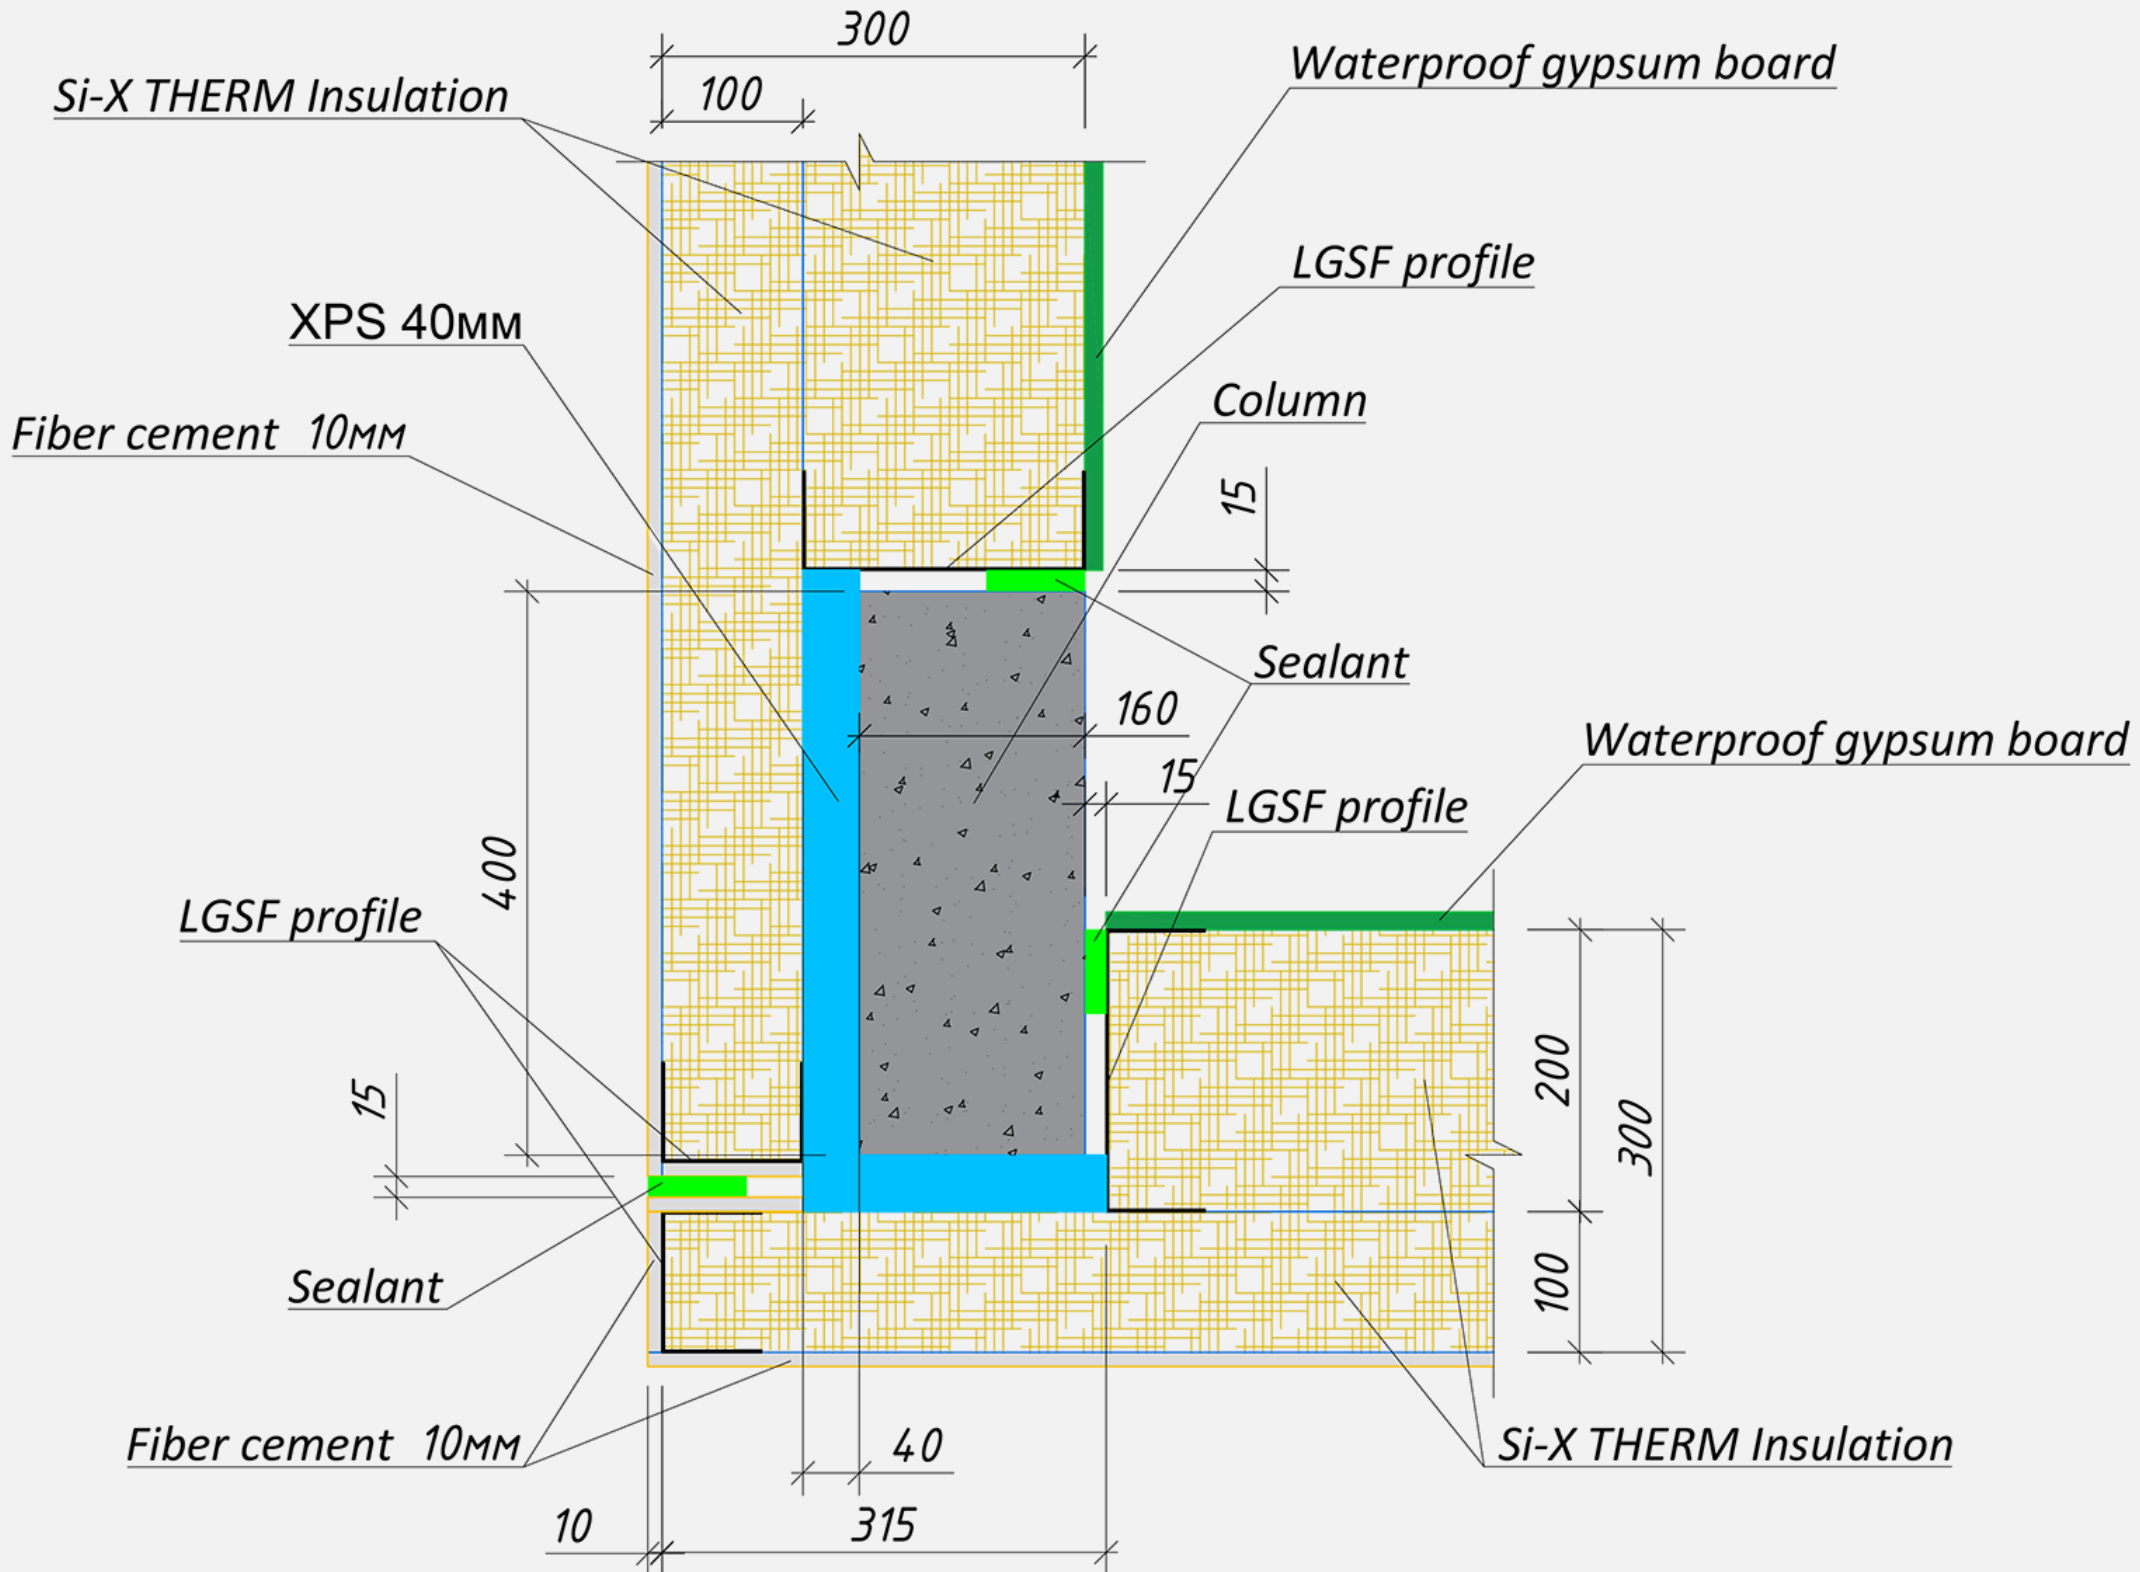 300
Waterproof gypsum board
Si-X THERM Insulation
100
LGSF profile
XPS 40мм
Column
Fiber cement 10мм
15
Sealant
160
Waterproof gypsum board
15
LGSF profile
400
LGSF profile
200
15
300
Sealant
100
Fiber cement 10мм
40
Si-X THERM Insulation
10
315